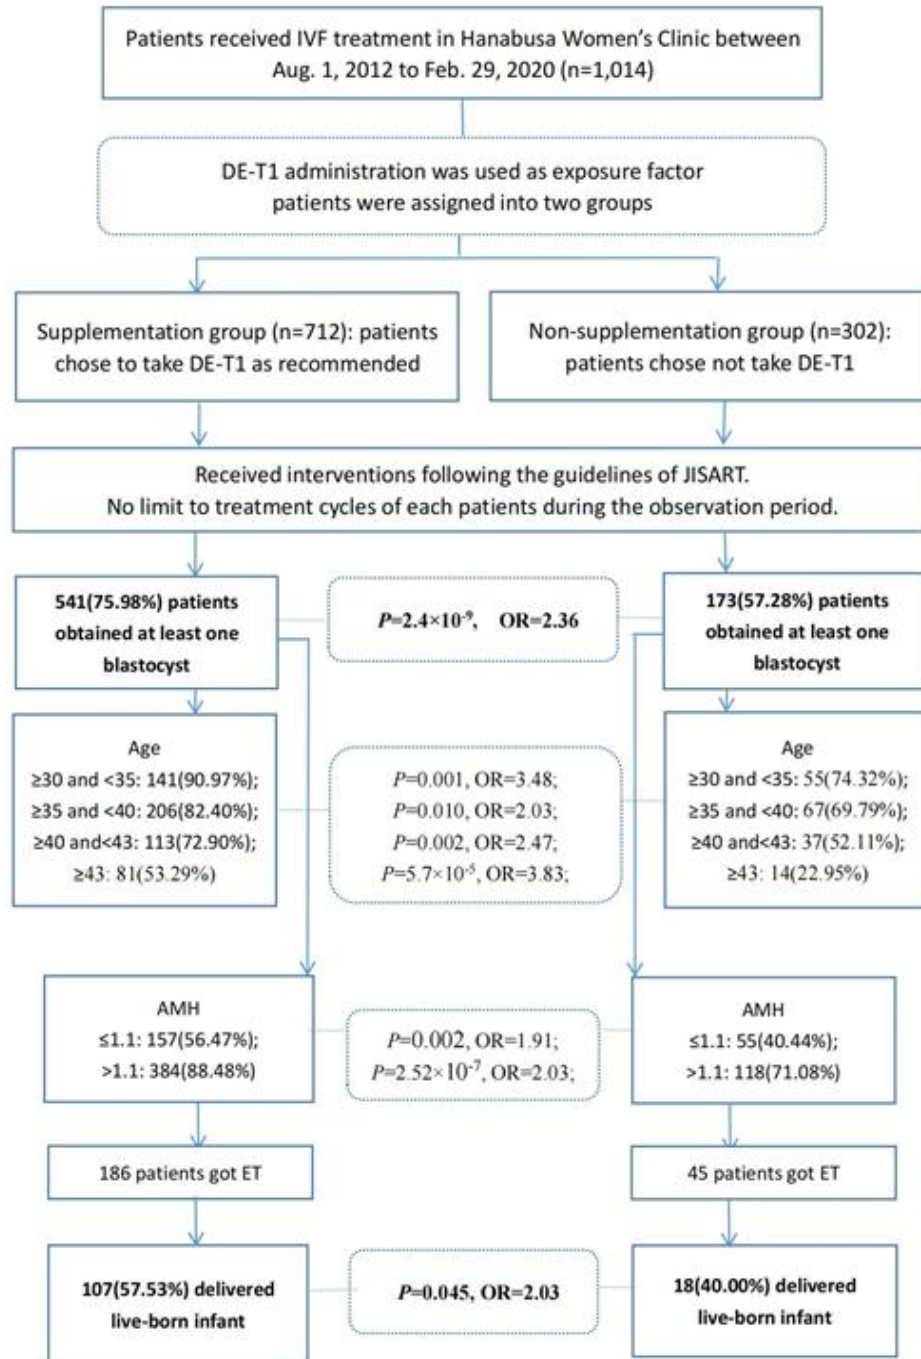 Patients received IVF treatment in Hanabusa Women's Clinic between
Aug. 1, 2012 to Feb. 29, 2020 (n=1,014)
DE-T1 administration was used as exposure factor
patients were assigned into two groups
Supplementation group (n=712): patients
chose to take DE-T1 as recommended
Non-supplementation group (n=302):
patients chose not take DE-T1
Received interventions following the guidelines of JISART.
No limit to treatment cycles of each patients during the observation period.
541(75.98%) patients
obtained at least one
blastocyst
P=2.4×10⁻⁹, OR=2.36
173(57.28%) patients
obtained at least one
blastocyst
Age
≥30 and <35: 141(90.97%);
≥35 and <40: 206(82.40%);
≥40 and<43: 113(72.90%);
≥43: 81(53.29%)
P=0.001, OR=3.48;
P=0.010, OR=2.03;
P=0.002, OR=2.47;
P=5.7×10⁻⁵, OR=3.83;
Age
≥30 and <35: 55(74.32%);
≥35 and <40: 67(69.79%);
≥40 and<43: 37(52.11%);
≥43: 14(22.95%)
AMH
≤1.1: 157(56.47%);
>1.1: 384(88.48%)
P=0.002, OR=1.91;
P=2.52×10⁻⁷, OR=2.03;
AMH
≤1.1: 55(40.44%);
>1.1: 118(71.08%)
186 patients got ET
45 patients got ET
107(57.53%) delivered
live-born infant
P=0.045, OR=2.03
18(40.00%) delivered
live-born infant